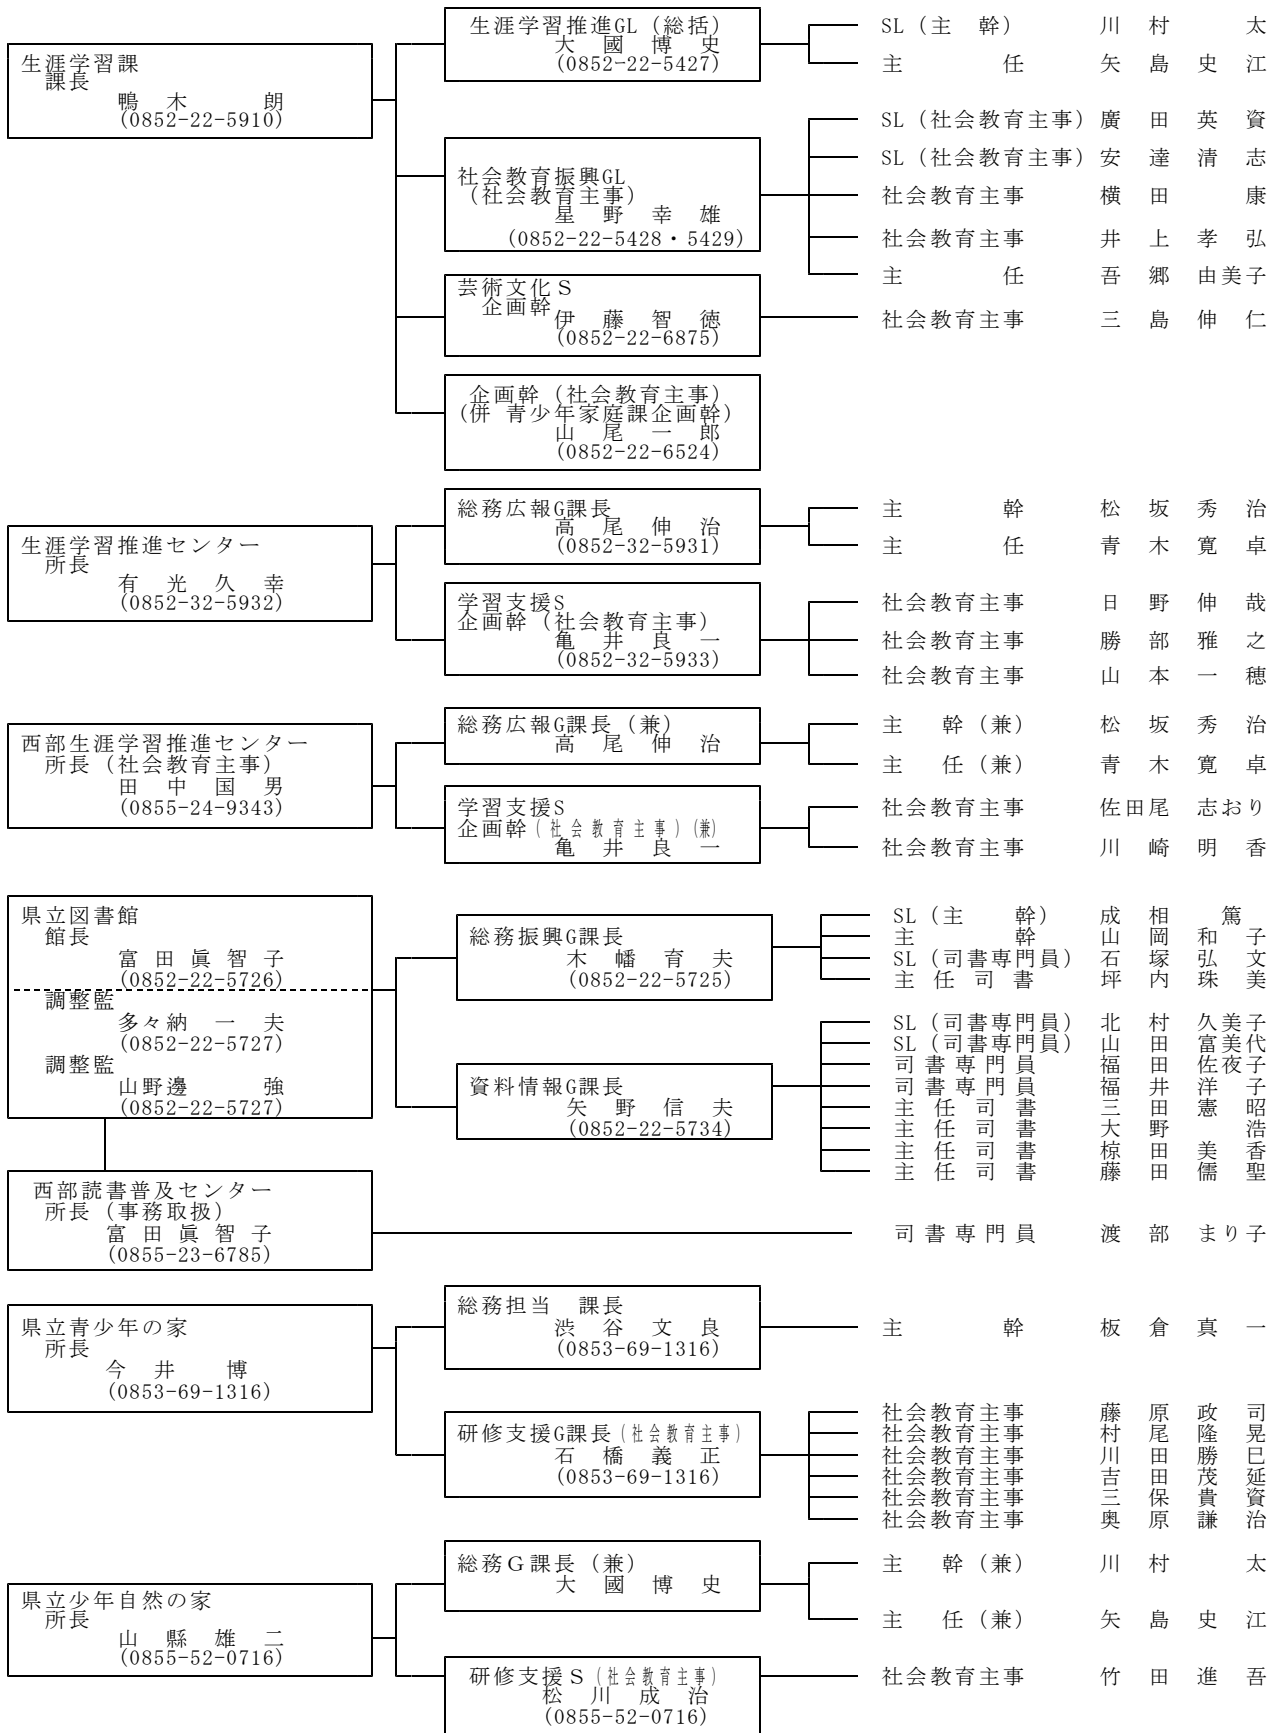 生涯学習課
課長
鴨木 朗
(0852-22-5910)
生涯学習推進GL（総括）
大國博史
(0852-22-5427)
SL（主 幹） 川村 太
主 任 矢島史江
社会教育振興GL
（社会教育主事）
星野幸雄
(0852-22-5428・5429)
SL（社会教育主事） 廣田英資
SL（社会教育主事） 安達清志
社会教育主事 横田 康
社会教育主事 井上孝弘
主 任 吾郷由美子
芸術文化Ｓ
企画幹
伊藤智徳
(0852-22-6875)
社会教育主事 三島伸仁
企画幹（社会教育主事）
(併 青少年家庭課企画幹)
山尾一郎
(0852-22-6524)
生涯学習推進センター
所長
有光久幸
(0852-32-5932)
総務広報G課長
高尾伸治
(0852-32-5931)
主 幹 松坂秀治
主 任 青木寛卓
学習支援S
企画幹（社会教育主事）
亀井良一
(0852-32-5933)
社会教育主事 日野伸哉
社会教育主事 勝部雅之
社会教育主事 山本一穂
西部生涯学習推進センター
所長（社会教育主事）
田中国男
(0855-24-9343)
総務広報G課長（兼）
高尾伸治
主 幹（兼） 松坂秀治
主 任（兼） 青木寛卓
学習支援S
企画幹(社会教育主事)(兼)
亀井良一
社会教育主事 佐田尾 志おり
社会教育主事 川崎明香
県立図書館
館長
富田眞智子
(0852-22-5726)
調整監
多々納 一夫
(0852-22-5727)
調整監
山野邊 強
(0852-22-5727)
総務振興G課長
木幡育夫
(0852-22-5725)
SL（主 幹） 成相 篤
主 幹 山岡和子
SL（司書専門員） 石塚弘文
主任司書 坪内珠美
資料情報G課長
矢野信夫
(0852-22-5734)
SL（司書専門員） 北村久美子
SL（司書専門員） 山田富美代
司書専門員 福田佐夜子
司書専門員 福井洋子
主任司書 三田憲昭
主任司書 大野 浩
主任司書 椋田美香
主任司書 藤田儒聖
西部読書普及センター
所長（事務取扱）
富田眞智子
(0855-23-6785)
司書専門員 渡部まり子
県立青少年の家
所長
今井 博
(0853-69-1316)
総務担当 課長
渋谷文良
(0853-69-1316)
主 幹 板倉真一
研修支援G課長(社会教育主事)
石橋義正
(0853-69-1316)
社会教育主事 藤原政司
社会教育主事 村尾隆晃
社会教育主事 川田勝巳
社会教育主事 吉田茂延
社会教育主事 三保貴資
社会教育主事 奥原謙治
県立少年自然の家
所長
山縣雄二
(0855-52-0716)
総務Ｇ課長（兼）
大國博史
主 幹（兼） 川村 太
主 任（兼） 矢島史江
研修支援Ｓ(社会教育主事)
松川成治
(0855-52-0716)
社会教育主事 竹田進吾